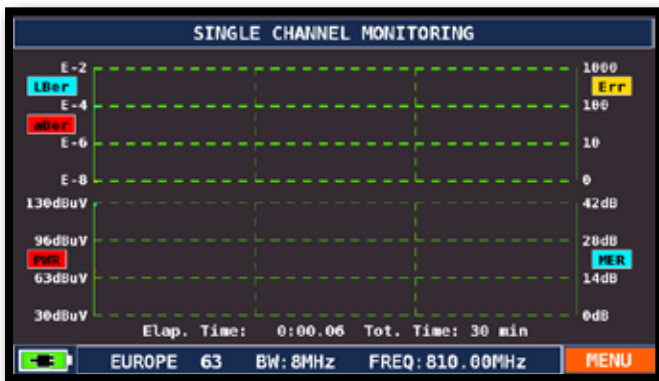 SINGLE CHANNEL MONITORING
E-2 1000
LBer Err
E-4 100
aBer
E-6 10
E-8 0
130dBuV 42dB
96dBuV 28dB
PWR MER
63dBuV 14dB
30dBuV 0dB
Elap. Time: 0:00.06 Tot. Time: 30 min
EUROPE 63 BW:8MHz FREQ:810.00MHz MENU